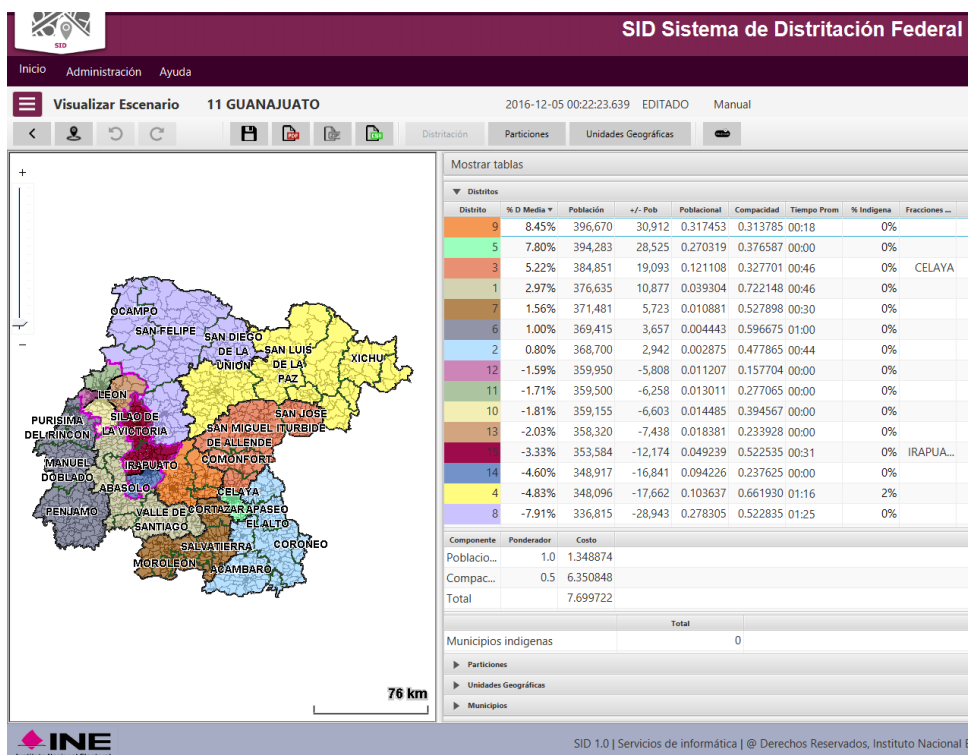 SID
SID Sistema de Distritación Federal
Inicio Administración Ayuda
Visualizar Escenario 11 GUANAJUATO 2016-12-05 00:22:23.639 EDITADO Manual
Distritación Particiones Unidades Geográficas
Mostrar tablas
Distritos
Distrito % D Media Población +/- Pob Poblacional Compacidad Tiempo Prom % Indigena Fracciones ...
9 8.45% 396,670 30,912 0.317453 0.313785 00:18 0%
5 7.80% 394,283 28,525 0.270319 0.376587 00:00 0%
3 5.22% 384,851 19,093 0.121108 0.327701 00:46 0% CELAYA
1 2.97% 376,635 10,877 0.039304 0.722148 00:46 0%
7 1.56% 371,481 5,723 0.010881 0.527898 00:30 0%
6 1.00% 369,415 3,657 0.004443 0.596675 01:00 0%
2 0.80% 368,700 2,942 0.002875 0.477865 00:44 0%
12 -1.59% 359,950 -5,808 0.011207 0.157704 00:00 0%
11 -1.71% 359,500 -6,258 0.013011 0.277065 00:00 0%
10 -1.81% 359,155 -6,603 0.014485 0.394567 00:00 0%
13 -2.03% 358,320 -7,438 0.018381 0.233928 00:00 0%
-3.33% 353,584 -12,174 0.049239 0.522535 00:31 0% IRAPUA...
14 -4.60% 348,917 -16,841 0.094226 0.237625 00:00 0%
4 -4.83% 348,096 -17,662 0.103637 0.661930 01:16 2%
8 -7.91% 336,815 -28,943 0.278305 0.522835 01:25 0%
Componente Ponderador Costo
Poblacio... 1.0 1.348874
Compac... 0.5 6.350848
Total 7.699722
Total
Municipios indigenas 0
Particiones
Unidades Geográficas
Municipios
+
−
OCAMPO
SAN FELIPE
SAN DIEGO
DE LA
UNION
SAN LUIS
DE LA
PAZ
XICHU
LEON
PURISIMA
DEL RINCON
SILAO DE
LA VICTORIA
SAN JOSE
ITURBIDE
SAN MIGUEL
DE ALLENDE
MANUEL
DOBLADO
IRAPUATO
COMONFORT
ABASOLO
CELAYA
PENJAMO
VALLE DE
SANTIAGO
CORTAZAR
APASEO
EL ALTO
SALVATIERRA
CORONEO
MOROLEON
ACAMBARO
76 km
INE
SID 1.0 | Servicios de informática | @ Derechos Reservados, Instituto Nacional E